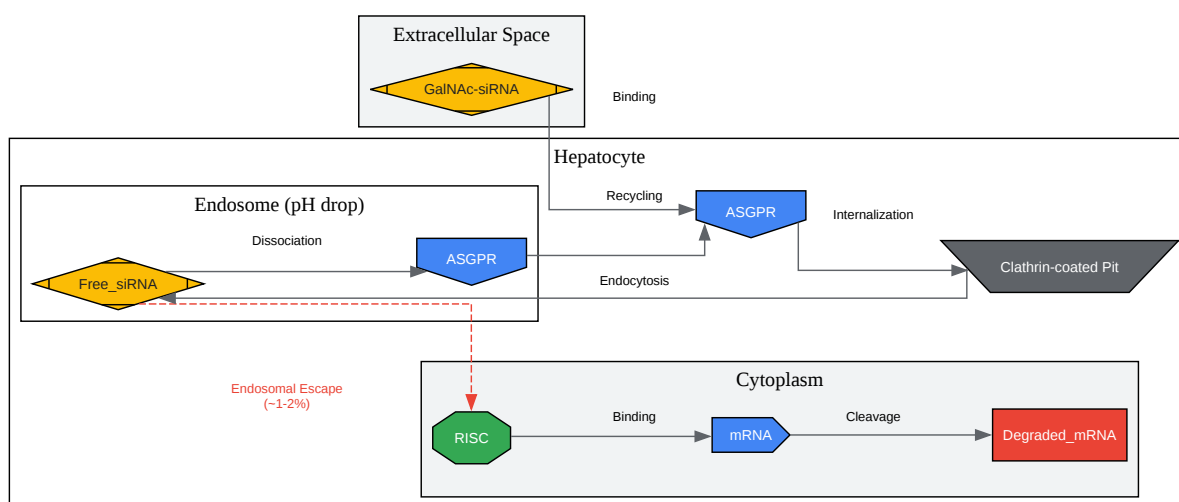 Extracellular Space
GalNAc-siRNA
Binding
Hepatocyte
Endosome (pH drop)
Recycling
ASGPR
Internalization
Dissociation
ASGPR
Clathrin-coated Pit
Free_siRNA
Endocytosis
Cytoplasm
Endosomal Escape
(~1-2%)
RISC
Binding
mRNA
Cleavage
Degraded_mRNA